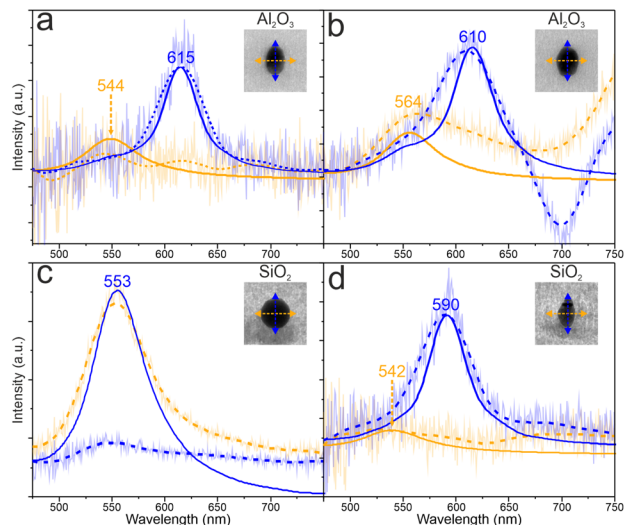 a
Al₂O₃
615
544
Intensity (a.u.)
500 550 600 650 700
b
Al₂O₃
610
564
500 550 600 650 700 750
c
SiO₂
553
Intensity (a.u.)
500 550 600 650 700
Wavelength (nm)
d
SiO₂
590
542
500 550 600 650 700 750
Wavelength (nm)